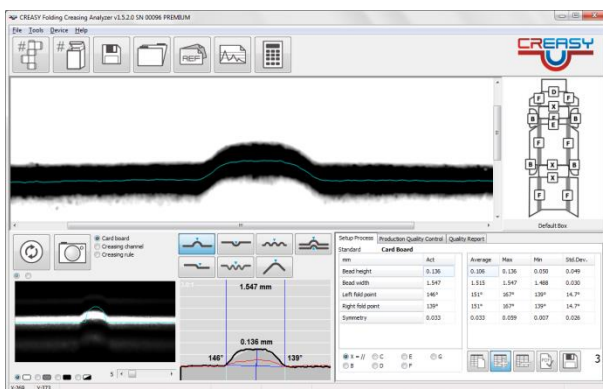 CREASY Folding Creasing Analyzer v1.5.2.0 SN 00096 PREMIUM
File Tools Device Help
# # REF
CREASY
D
F F
X
F F
B E B
F F
B X X B
X
F F
Default Box
Card board
Creasing channel
Creasing rule
S
1.547 mm
0.136 mm
146° 139°
Setup Process Production Quality Control Quality Report
Standard Card Board
mm Act Average Max Min Std.Dev.
Bead height 0.136 0.106 0.136 0.050 0.049
Bead width 1.547 1.515 1.547 1.488 0.030
Left fold point 146° 151° 167° 139° 14.7°
Right fold point 139° 151° 167° 139° 14.7°
Symmetry 0.033 0.033 0.059 0.007 0.026
X = // C E G
B D F
3